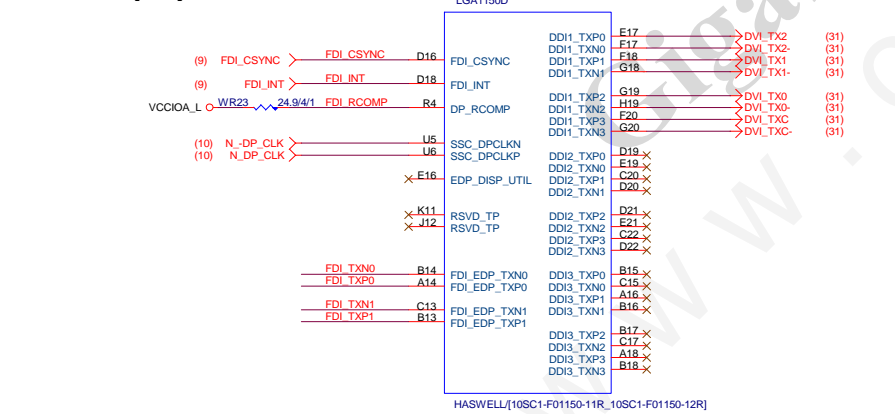 LGA1150D
DDI1_TXP0 E17 DVI_TX2 (31)
DDI1_TXN0 F17 DVI_TX2- (31)
(9) FDI_CSYNC FDI_CSYNC D16 FDI_CSYNC DDI1_TXP1 F18 DVI_TX1 (31)
DDI1_TXN1 G18 DVI_TX1- (31)
(9) FDI_INT FDI_INT D18 FDI_INT
DDI1_TXP2 G19 DVI_TX0 (31)
VCCIOA_L WR23 24.9/4/1 FDI_RCOMP R4 DP_RCOMP DDI1_TXN2 H19 DVI_TX0- (31)
DDI1_TXP3 F20 DVI_TXC (31)
DDI1_TXN3 G20 DVI_TXC- (31)
(10) N_-DP_CLK U5 SSC_DPCLKN
(10) N_DP_CLK U6 SSC_DPCLKP DDI2_TXP0 D19
DDI2_TXN0 E19
EDP_DISP_UTIL E16 DDI2_TXP1 C20
DDI2_TXN1 D20
K11 RSVD_TP DDI2_TXP2 D21
J12 RSVD_TP DDI2_TXN2 E21
DDI2_TXP3 C22
DDI2_TXN3 D22
FDI_TXN0 B14 FDI_EDP_TXN0 DDI3_TXP0 B15
FDI_TXP0 A14 FDI_EDP_TXP0 DDI3_TXN0 C15
DDI3_TXP1 A16
FDI_TXN1 C13 FDI_EDP_TXN1 DDI3_TXN1 B16
FDI_TXP1 B13 FDI_EDP_TXP1
DDI3_TXP2 B17
DDI3_TXN2 C17
DDI3_TXP3 A18
DDI3_TXN3 B18
HASWELL/[10SC1-F01150-11R_10SC1-F01150-12R]